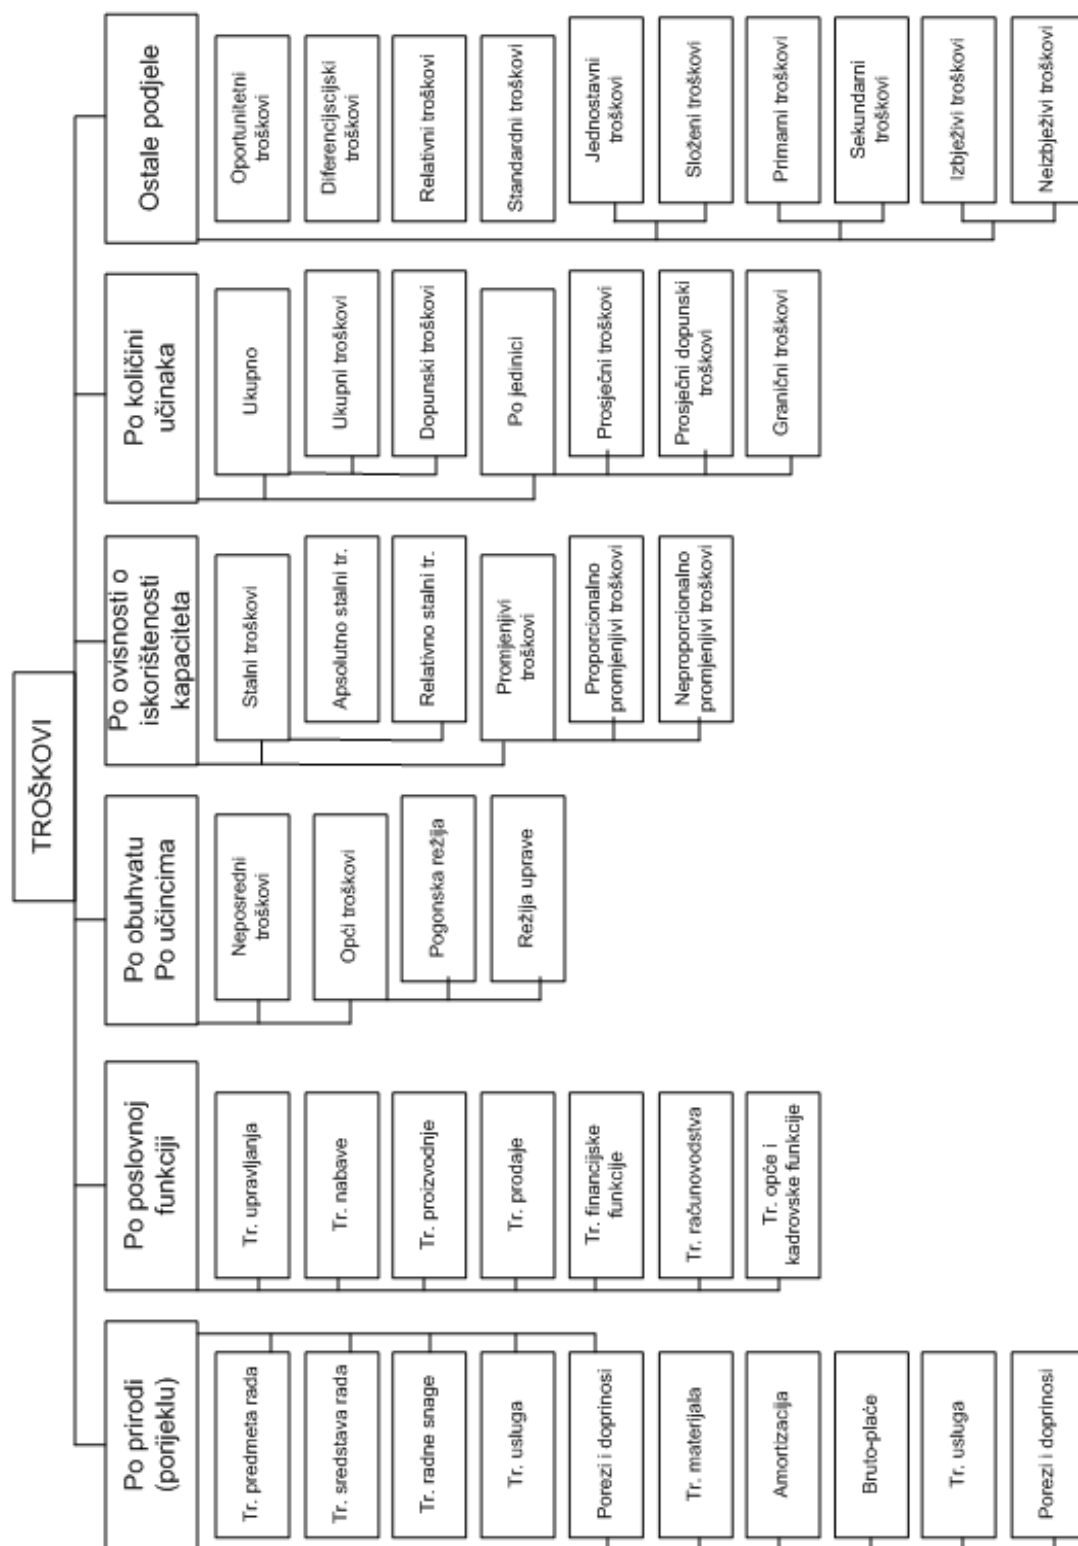 TROŠKOVI
Po prirodi
(porijeklu)
Tr. predmeta rada
Tr. sredstava rada
Tr. radne snage
Tr. usluga
Porezi i doprinosi
Tr. materijala
Amortizacija
Bruto-plaće
Tr. usluga
Porezi i doprinosi
Po poslovnoj
funkciji
Tr. upravljanja
Tr. nabave
Tr. proizvodnje
Tr. prodaje
Tr. financijske
funkcije
Tr. računovodstva
Tr. opće i
kadrovske funkcije
Po obuhvatu
Po učincima
Neposredni
troškovi
Opći troškovi
Pogonska režija
Režija uprave
Po ovisnosti o
iskorištenosti
kapaciteta
Stalni troškovi
Apsolutno stalni tr.
Relativno stalni tr.
Promjenjivi
troškovi
Proporcionalno
promjenjivi troškovi
Neproporcionalno
promjenjivi troškovi
Po količini
učinaka
Ukupno
Ukupni troškovi
Dopunski troškovi
Po jedinici
Prosječni troškovi
Prosječni dopunski
troškovi
Granični troškovi
Ostale podjele
Oportunitetni
troškovi
Diferencijscijski
troškovi
Relativni troškovi
Standardni troškovi
Jednostavni
troškovi
Složeni troškovi
Primarni troškovi
Sekundarni
troškovi
Izbježivi troškovi
Neizbježivi troškovi